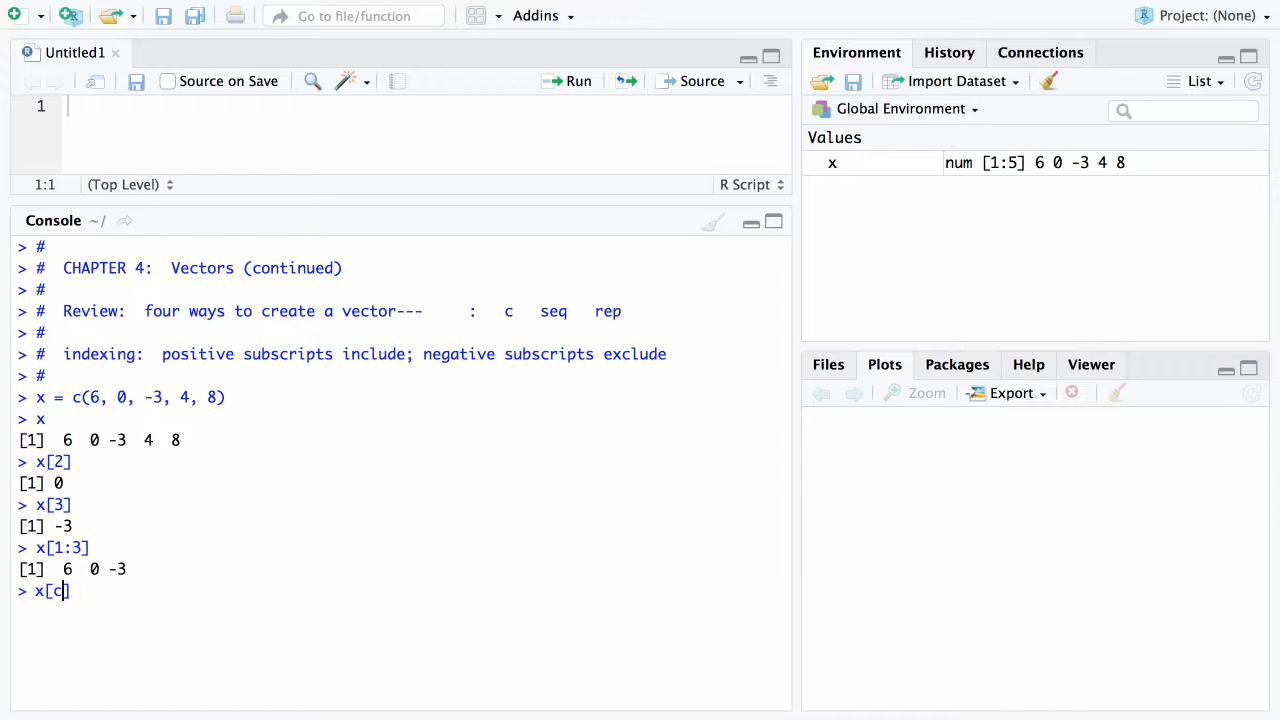 Go to file/function
Addins
Project: (None)
Untitled1
Source on Save
Run
Source
1
1:1
(Top Level)
R Script
Console ~/
> #
> #  CHAPTER 4:  Vectors (continued)
> #
> #  Review:  four ways to create a vector---     :   c   seq   rep
> #
> #  indexing:  positive subscripts include; negative subscripts exclude
> #
> x = c(6, 0, -3, 4, 8)
> x
[1]  6  0 -3  4  8
> x[2]
[1] 0
> x[3]
[1] -3
> x[1:3]
[1]  6  0 -3
> x[c]
Environment
History
Connections
Import Dataset
List
Global Environment
Values
x
num [1:5] 6 0 -3 4 8
Files
Plots
Packages
Help
Viewer
Zoom
Export